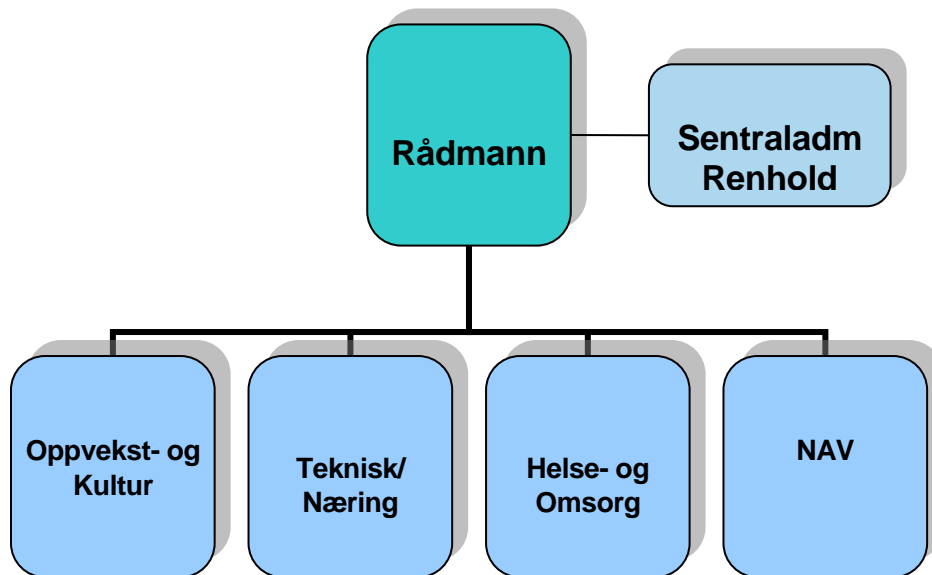 Rådmann
Sentraladm
Renhold
Oppvekst- og
Kultur
Teknisk/
Næring
Helse- og
Omsorg
NAV